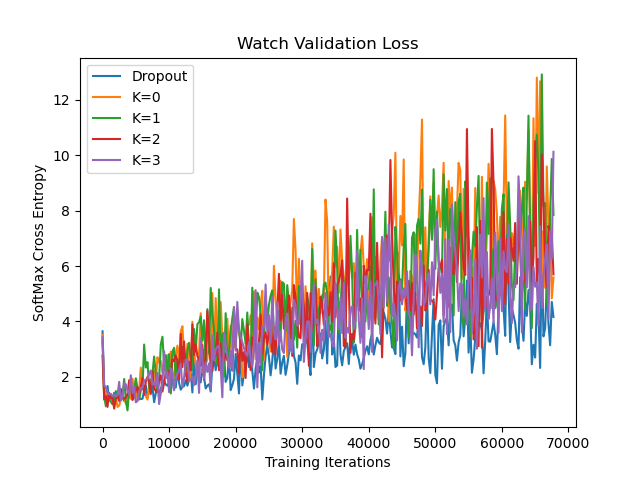 Watch Validation Loss
Dropout
K=0
K=1
K=2
K=3
SoftMax Cross Entropy
12
10
8
6
4
2
0 10000 20000 30000 40000 50000 60000 70000
Training Iterations